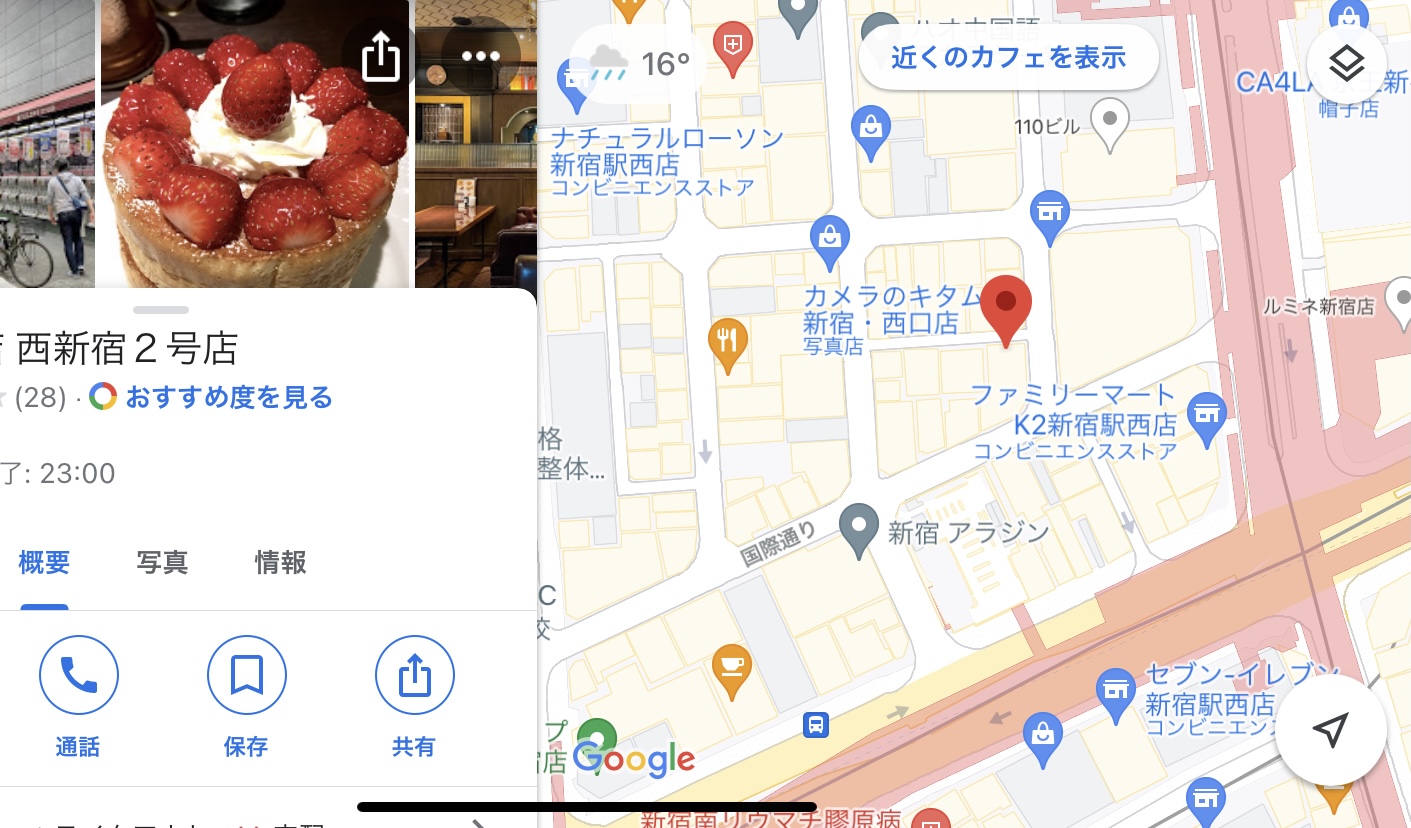 西新宿２号店
(28) · おすすめ度を見る
了: 23:00
概要
写真
情報
通話
保存
共有
16°
近くのカフェを表示
ナチュラルローソン
新宿駅西店
コンビニエンスストア
110ビル
CA4LA
帽子店
カメラのキタム
新宿・西口店
写真店
ルミネ新宿店
ファミリーマート
K2新宿駅西店
コンビニエンスストア
格
整体...
国際通り
新宿 アラジン
C
校
セブン-イレブン
新宿駅西店
コンビニエンス
プ
店
Google
新宿南リウマチ膠原病